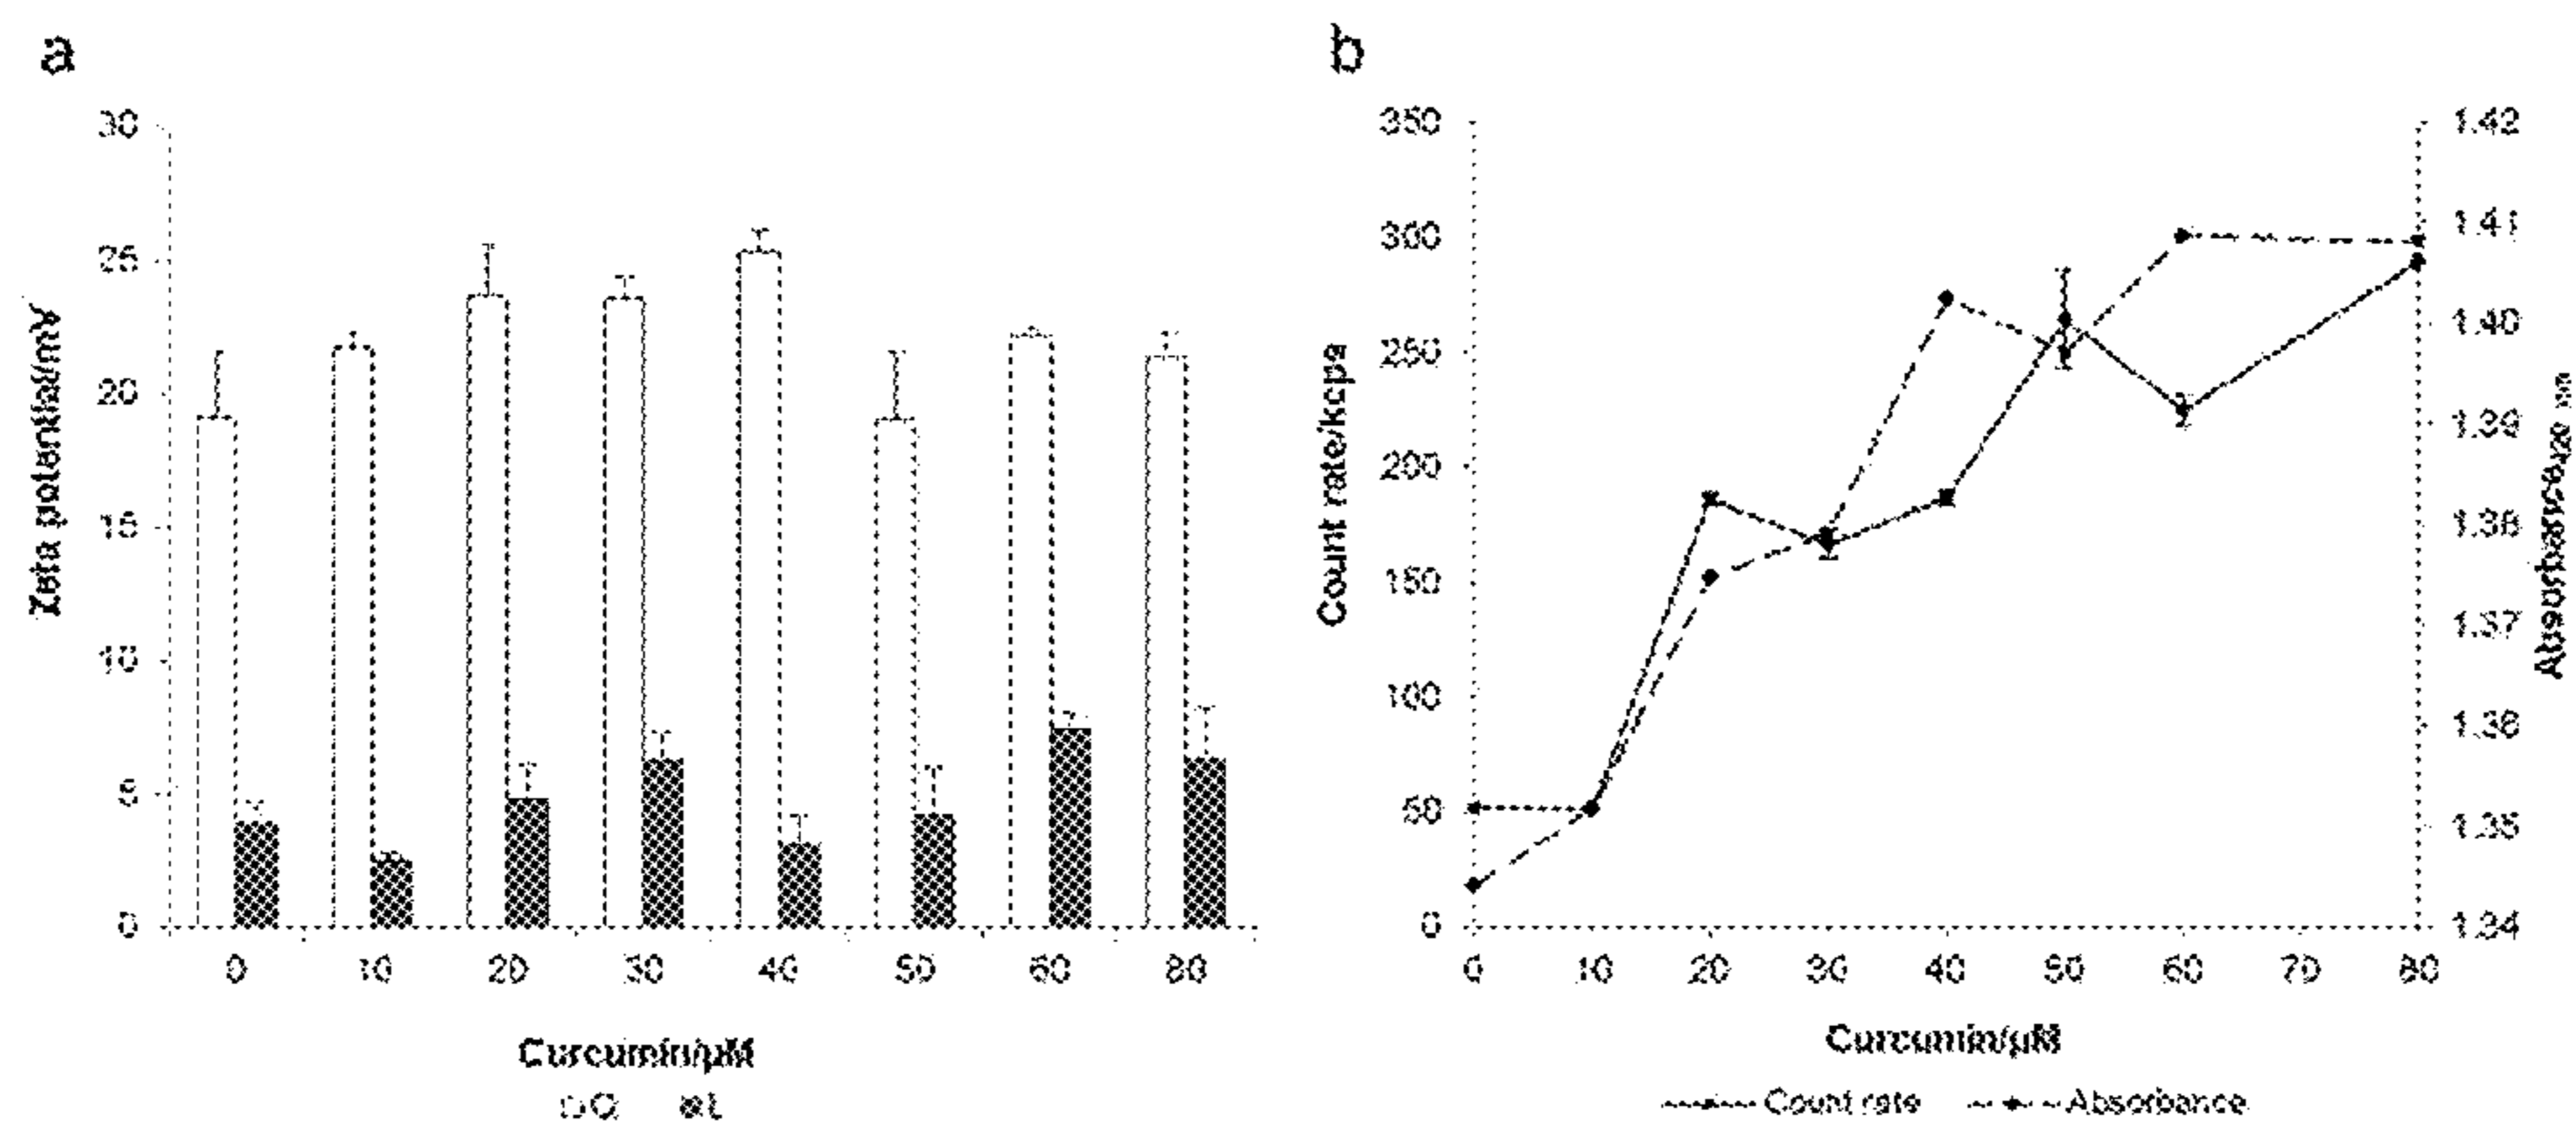 a
30
25
20
15
10
5
0
Zeta potential/mV
0 10 20 30 40 50 60 80
Curcumin/µM
Q L
b
350
300
250
200
150
100
50
0
Count rate/kcps
1.42
1.41
1.40
1.39
1.38
1.37
1.36
1.35
1.34
Absorbance
0 10 20 30 40 50 60 70 80
Curcumin/µM
Count rate Absorbance